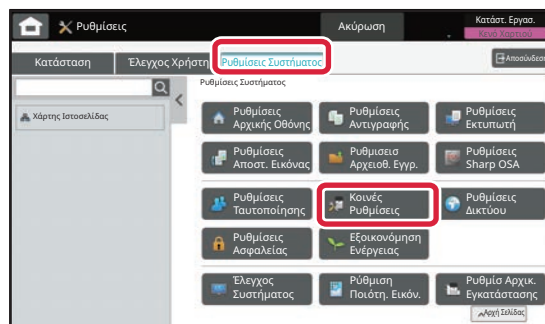 Ρυθμίσεις
Ακύρωση
Κατάστ. Εργασ.
Κενό Χαρτιού
Κατάσταση
Έλεγχος Χρήστη
Ρυθμίσεις Συστήματος
Αποσύνδεση
Ρυθμίσεις Συστήματος
Χάρτης Ιστοσελίδας
Ρυθμίσεις
Αρχικής Οθόνης
Ρυθμίσεις
Αντιγραφής
Ρυθμίσεις
Εκτυπωτή
Ρυθμίσεις
Αποστ. Εικόνας
Ρυθμισεισ
Αρχειοθ. Εγγρ.
Ρυθμίσεις
Sharp OSA
Ρυθμίσεις
Ταυτοποίησης
Κοινές
Ρυθμίσεις
Ρυθμίσεις
Δικτύου
Ρυθμίσεις
Ασφαλείας
Εξοικονόμηση
Ενέργειας
Έλεγχος
Συστήματος
Ρύθμιση
Ποιότη. Εικόν.
Ρυθμίσ Αρχικ.
Εγκατάστασης
Αρχή Σελίδας